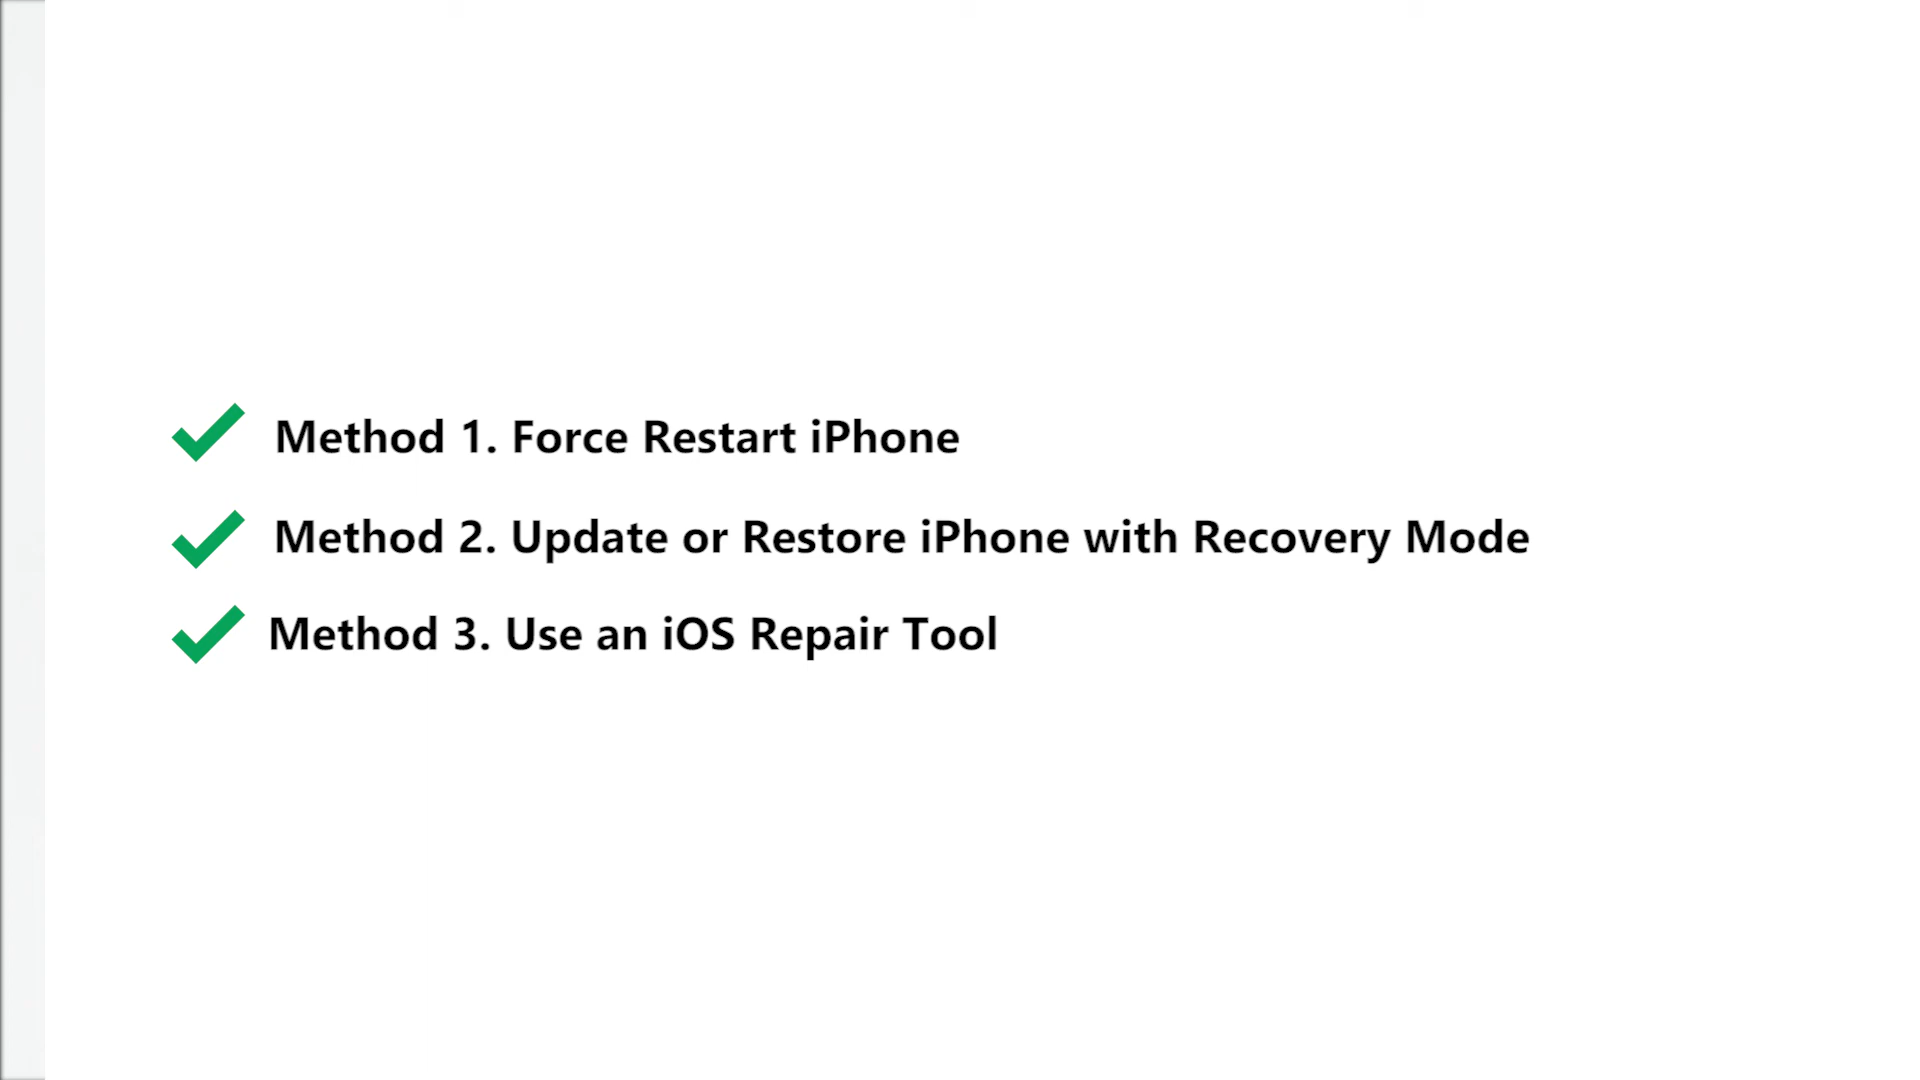 Method 1. Force Restart iPhone
Method 2. Update or Restore iPhone with Recovery Mode
Method 3. Use an iOS Repair Tool